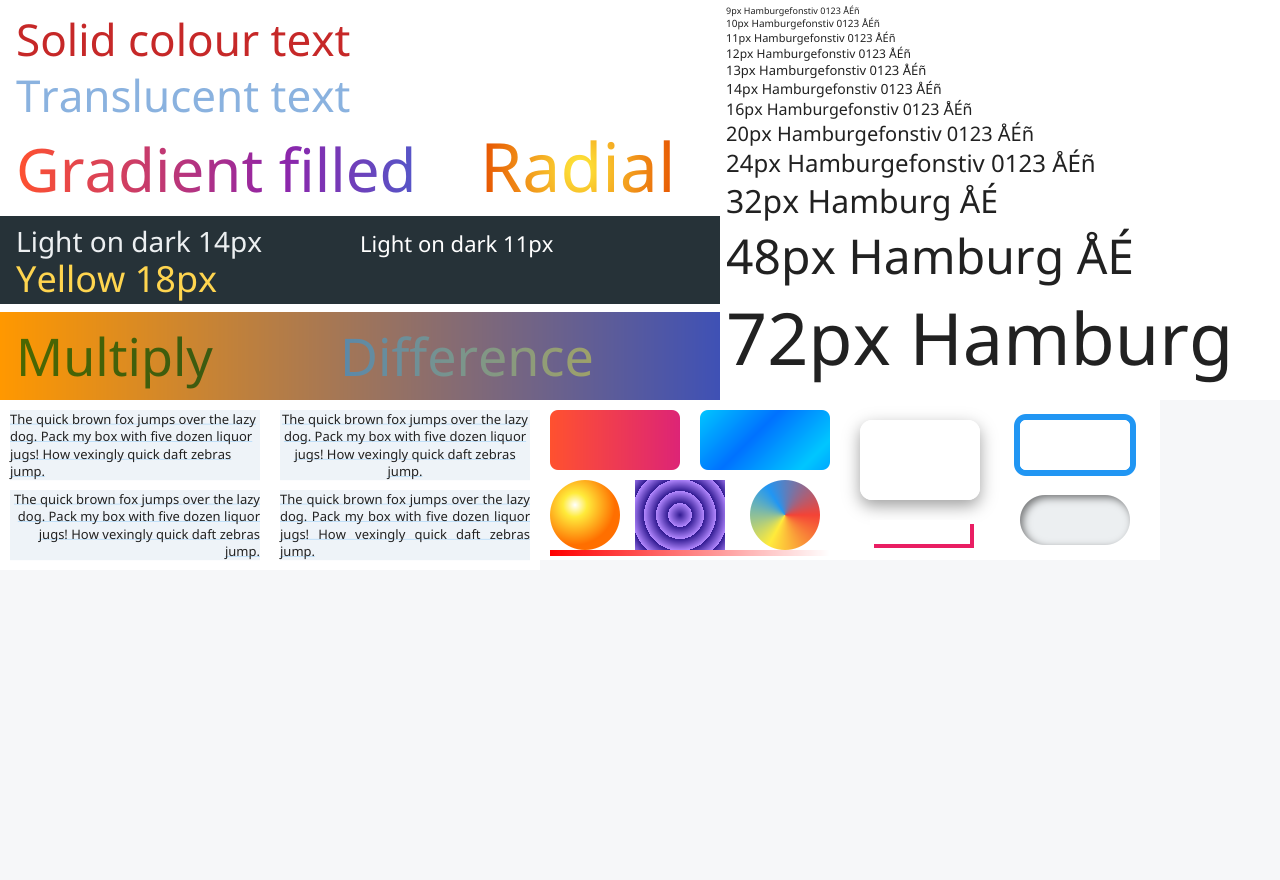 Solid colour text
Translucent text
Gradient filled
Radial
Light on dark 14px
Light on dark 11px
Yellow 18px
Multiply
Difference
9px Hamburgefonstiv 0123 ÅÉñ
10px Hamburgefonstiv 0123 ÅÉñ
11px Hamburgefonstiv 0123 ÅÉñ
12px Hamburgefonstiv 0123 ÅÉñ
13px Hamburgefonstiv 0123 ÅÉñ
14px Hamburgefonstiv 0123 ÅÉñ
16px Hamburgefonstiv 0123 ÅÉñ
20px Hamburgefonstiv 0123 ÅÉñ
24px Hamburgefonstiv 0123 ÅÉñ
32px Hamburg ÅÉ
48px Hamburg ÅÉ
72px Hamburg
The quick brown fox jumps over the lazy
dog. Pack my box with five dozen liquor
jugs! How vexingly quick daft zebras
jump.
The quick brown fox jumps over the lazy
dog. Pack my box with five dozen liquor
jugs! How vexingly quick daft zebras
jump.
The quick brown fox jumps over the lazy
dog. Pack my box with five dozen liquor
jugs! How vexingly quick daft zebras
jump.
The quick brown fox jumps over the lazy
dog. Pack my box with five dozen liquor
jugs! How vexingly quick daft zebras
jump.